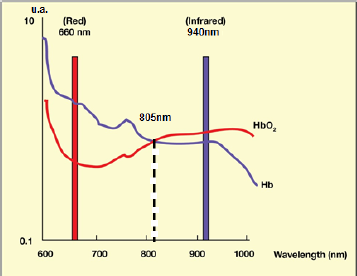 u.a.
10
(Red)
660 nm
(Infrared)
940nm
805nm
HbO2
Hb
0.1
600 700 800 900 1000 Wavelength (nm)